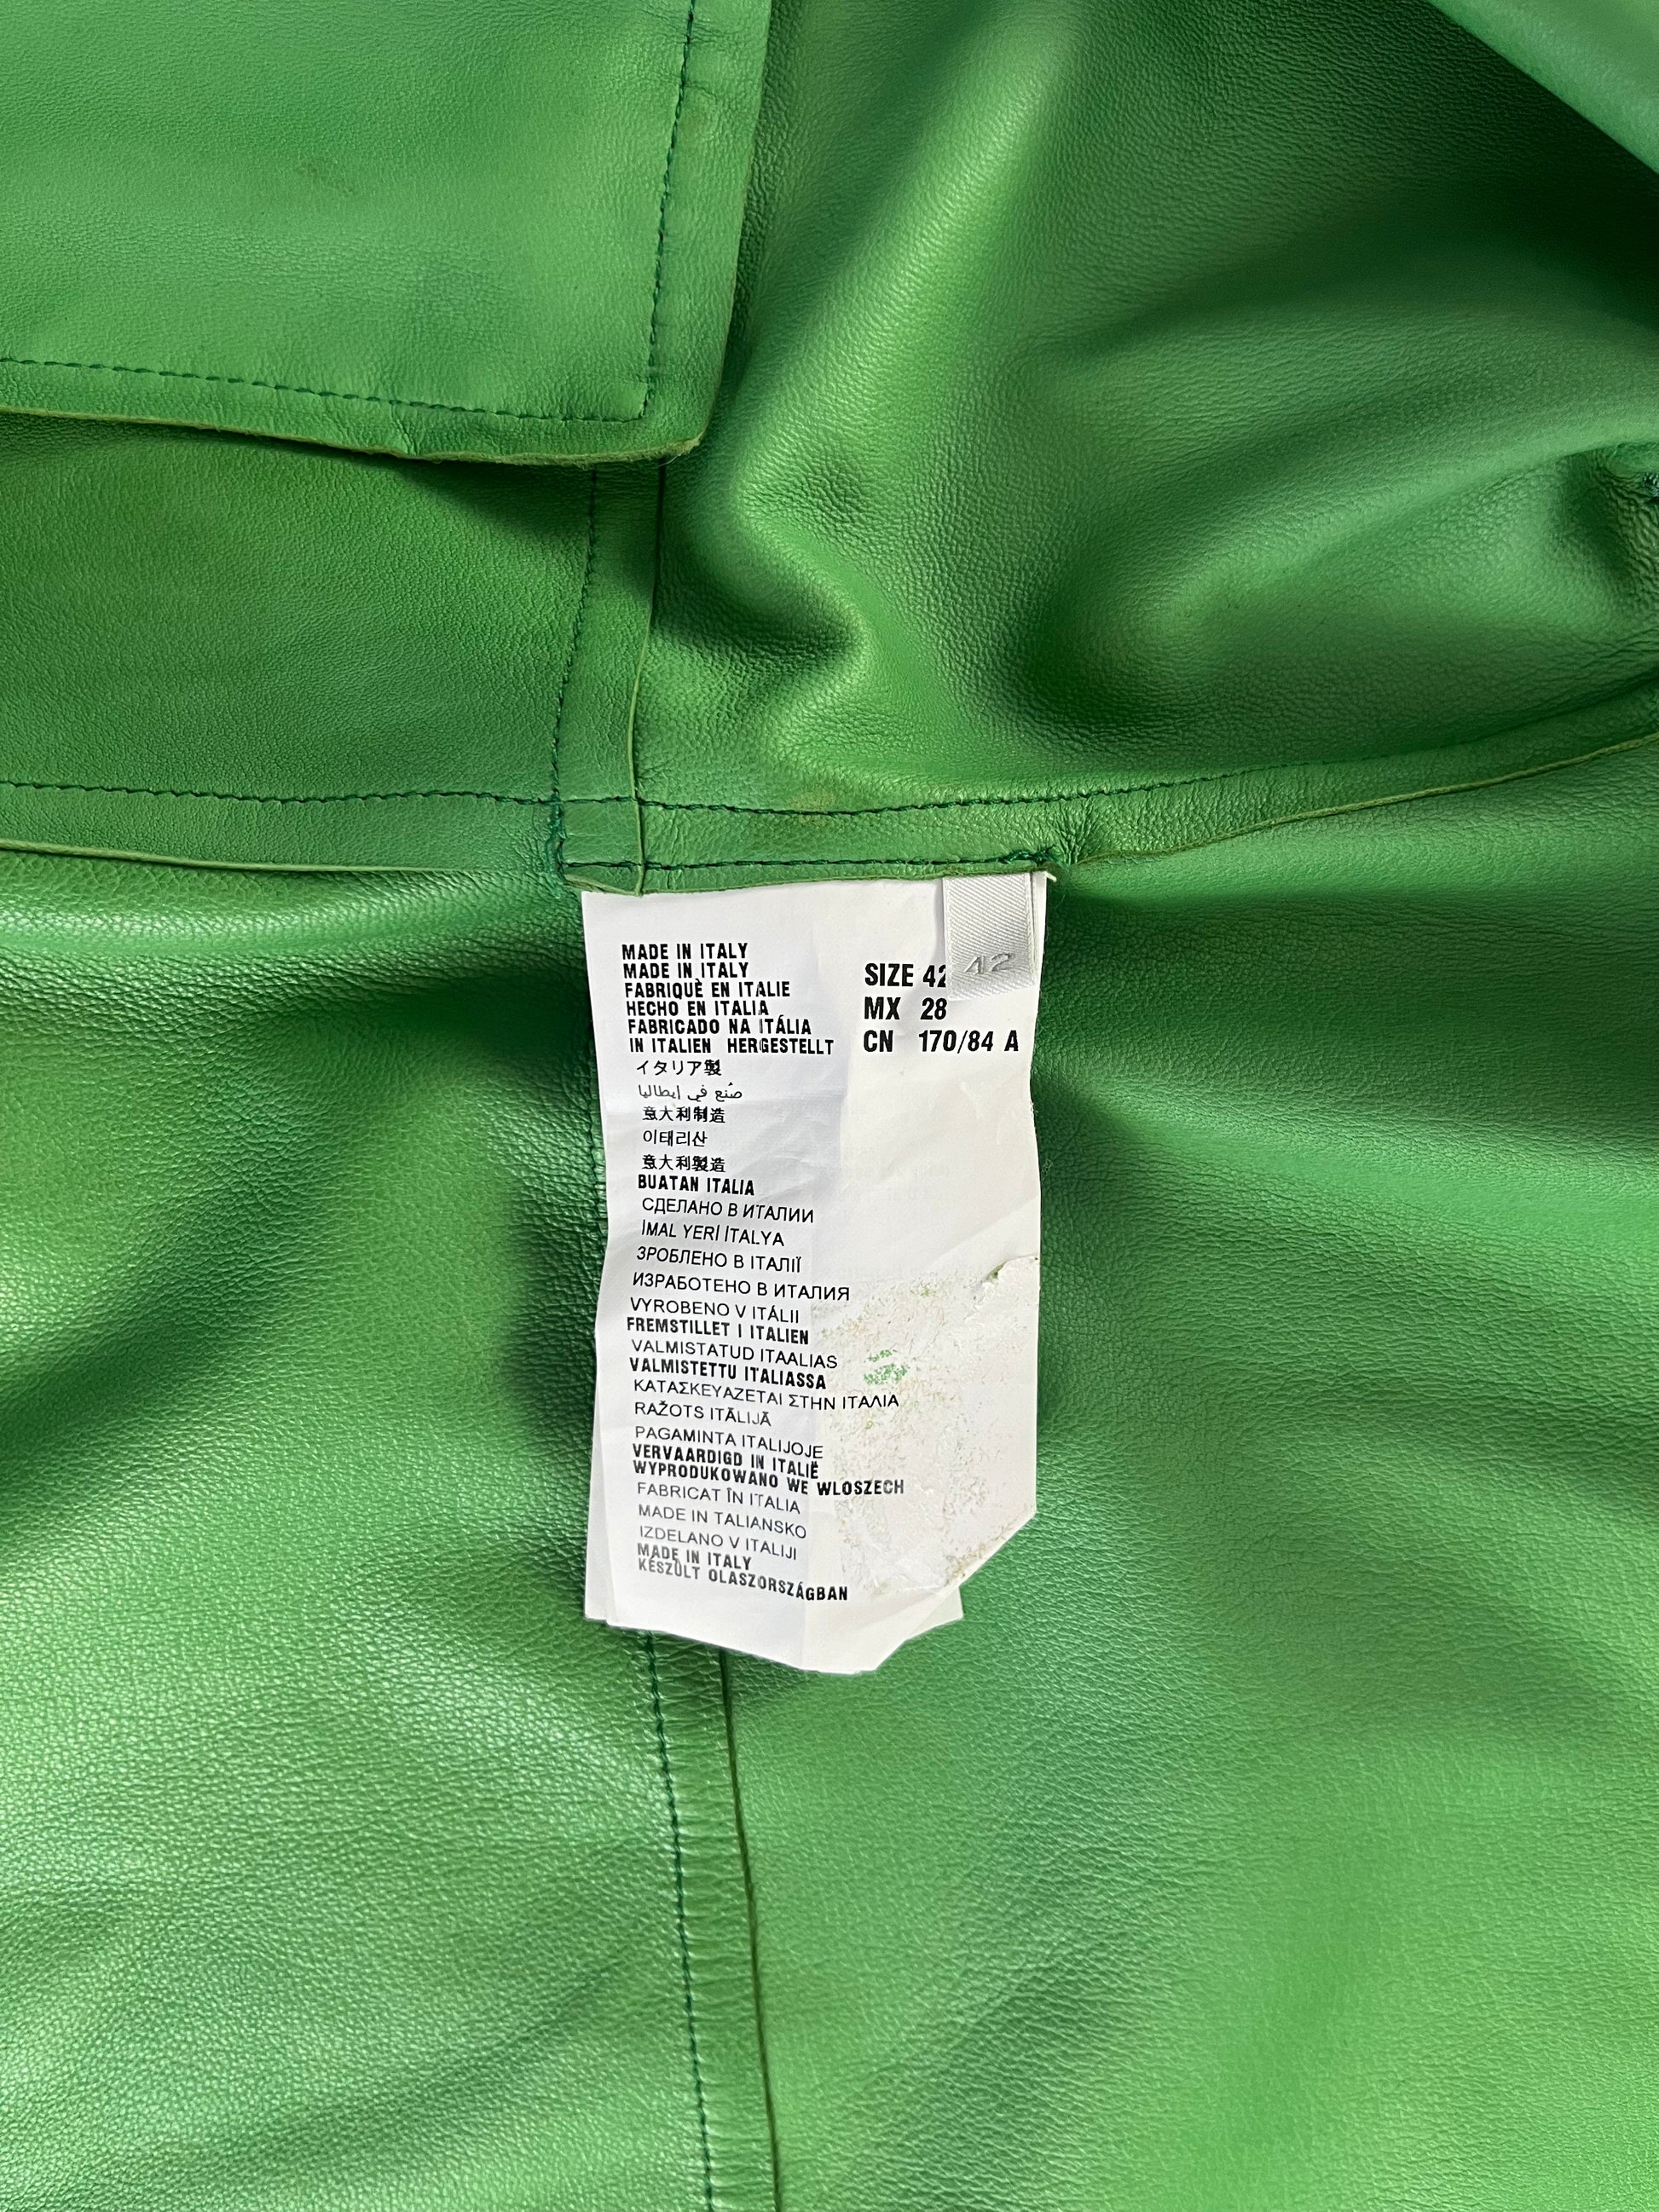 MADE IN ITALY
MADE IN ITALY
FABRIQUÈ EN ITALIE
HECHO EN ITALIA
FABRICADO NA ITÁLIA
IN ITALIEN HERGESTELLT
イタリア製
صُنع في إيطاليا
意大利制造
이태리산
意大利製造
BUATAN ITALIA
СДЕЛАНО В ИТАЛИИ
İMAL YERİ İTALYA
ЗРОБЛЕНО В ІТАЛІЇ
ИЗРАБОТЕНО В ИТАЛИЯ
VYROBENO V ITÁLII
FREMSTILLET I ITALIEN
VALMISTATUD ITAALIAS
VALMISTETTU ITALIASSA
ΚΑΤΑΣΚΕΥΑΖΕΤΑΙ ΣΤΗΝ ΙΤΑΛΙΑ
RAŽOTS ITĀLIJĀ
PAGAMINTA ITALIJOJE
VERVAARDIGD IN ITALIË
WYPRODUKOWANO WE WLOSZECH
FABRICAT ÎN ITALIA
MADE IN TALIANSKO
IZDELANO V ITALIJI
MADE IN ITALY
KÉSZÜLT OLASZORSZÁGBAN
SIZE 42
MX 28
CN 170/84 A
42